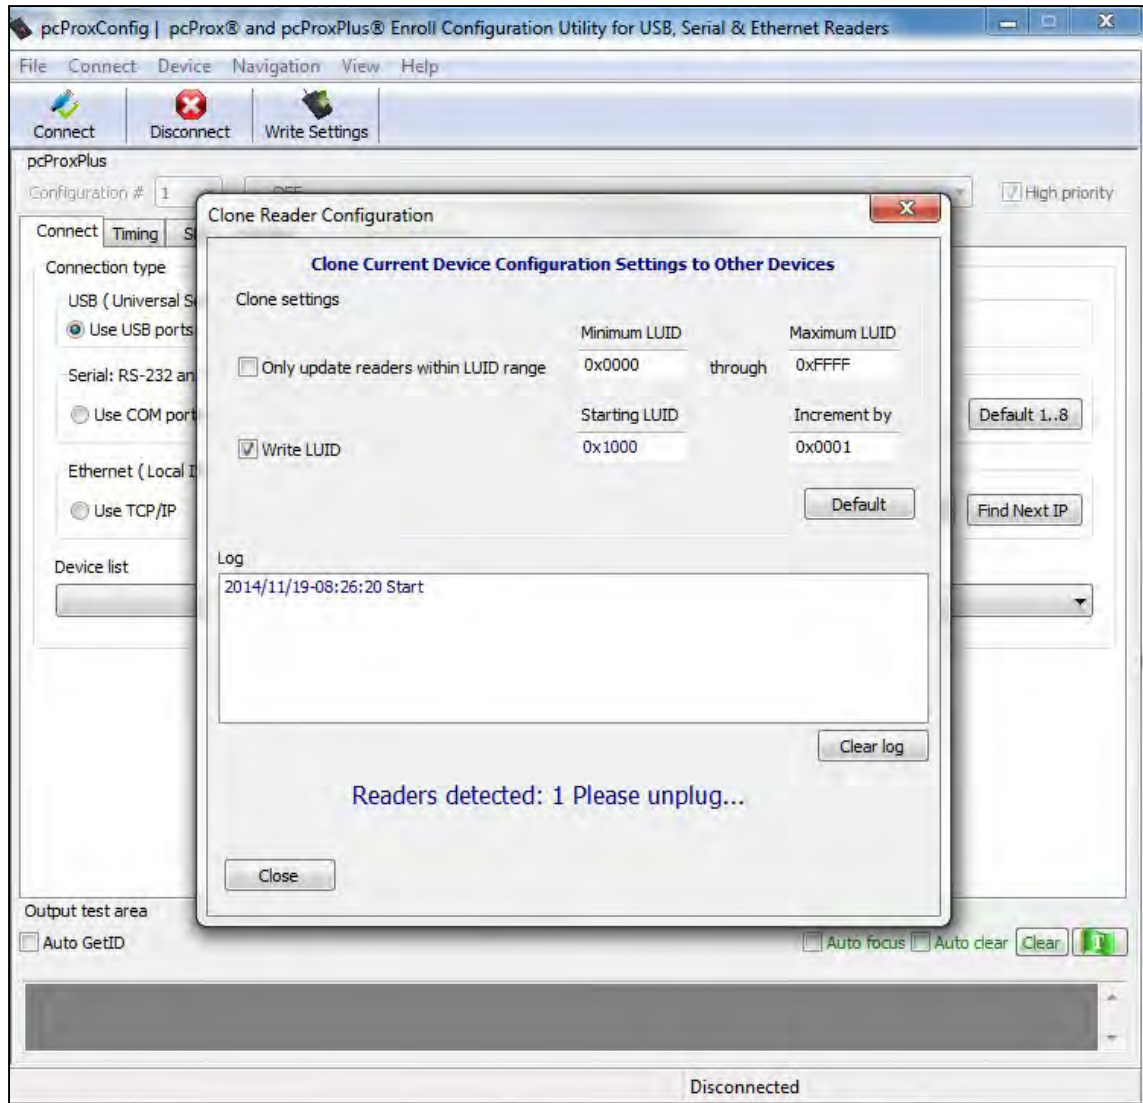 pcProxConfig | pcProx® and pcProxPlus® Enroll Configuration Utility for USB, Serial & Ethernet Readers
File Connect Device Navigation View Help
Connect Disconnect Write Settings
pcProxPlus
Configuration # 1 OFF High priority
Connect Timing
Connection type
USB ( Universal
Use USB ports
Serial: RS-232
Use COM port
Default 1..8
Ethernet ( Local
Use TCP/IP
Find Next IP
Device list
Clone Reader Configuration
Clone Current Device Configuration Settings to Other Devices
Clone settings
Minimum LUID Maximum LUID
Only update readers within LUID range 0x0000 through 0xFFFF
Starting LUID Increment by
Write LUID 0x1000 0x0001
Default
Log
2014/11/19-08:26:20 Start
Clear log
Readers detected: 1 Please unplug...
Close
Output test area
Auto GetID Auto focus Auto clear Clear
Disconnected